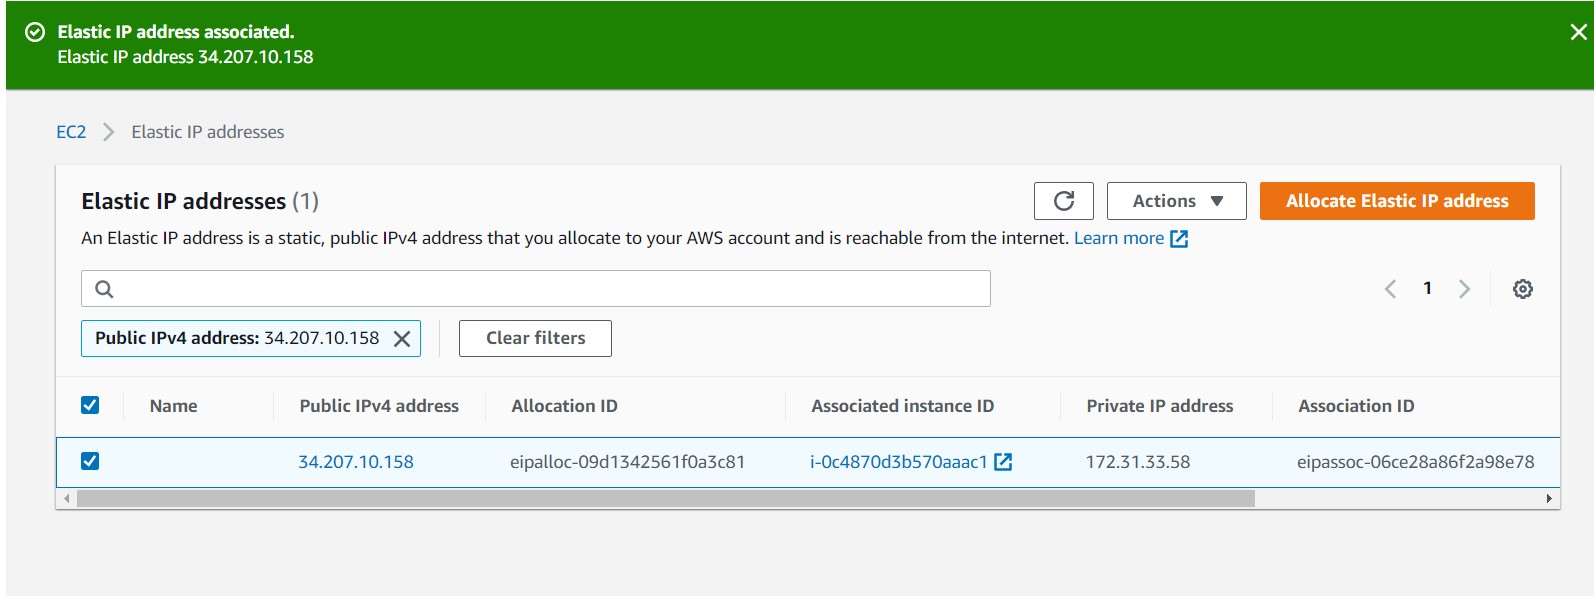 Elastic IP address associated.
Elastic IP address 34.207.10.158
EC2 Elastic IP addresses
Elastic IP addresses (1)
Actions
Allocate Elastic IP address
An Elastic IP address is a static, public IPv4 address that you allocate to your AWS account and is reachable from the internet. Learn more
1
Public IPv4 address: 34.207.10.158
Clear filters
Name Public IPv4 address Allocation ID Associated instance ID Private IP address Association ID
34.207.10.158 eipalloc-09d1342561f0a3c81 i-0c4870d3b570aaac1 172.31.33.58 eipassoc-06ce28a86f2a98e78